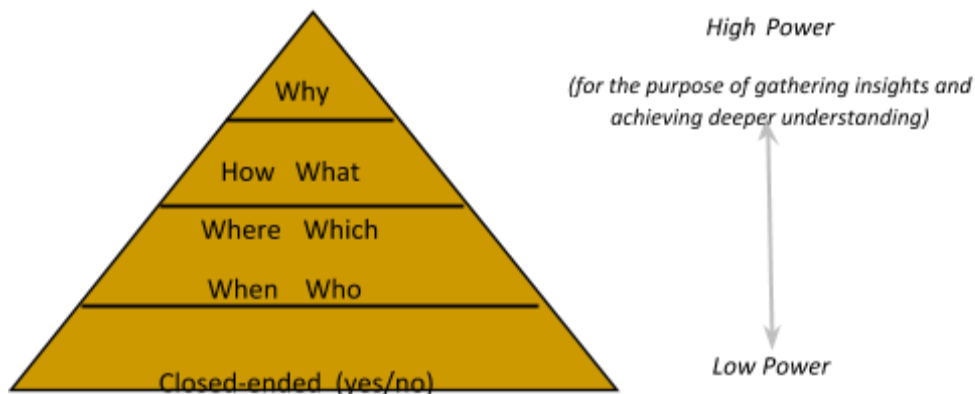 High Power
Why
(for the purpose of gathering insights and
achieving deeper understanding)
How What
Where Which
When Who
Low Power
Closed-ended (yes/no)